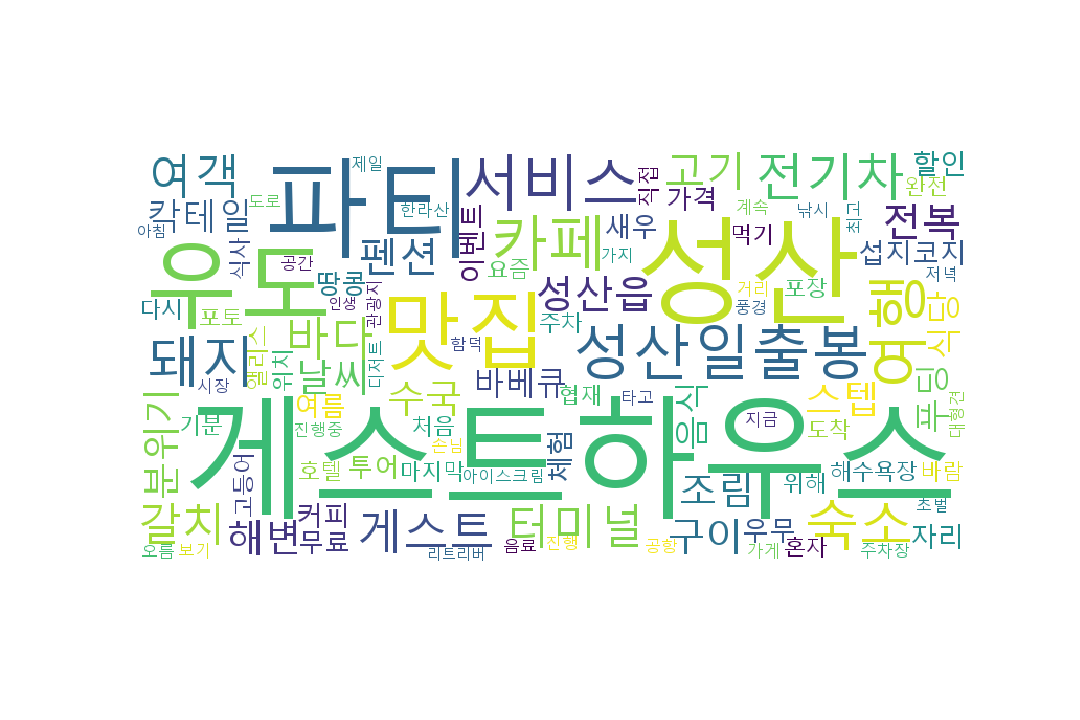 여객
파티
제일
서비스
직접
고기
전기차
할인
완전
칵테일
도로
한라산
이벤트
카페
새우
가격
계속
낚시
최고
전복
아침
식사
펜션
요즘
가지
먹기
성산
섭지코지
저녁
우도
공간
땅콩
인생
관광지
성산읍
거리
풍경
포장
여행
식당
다시
포토
바다
맛집
주차
돼지
헬리스
위치
날씨
디저트
함덕
성산일출봉
시장
수국
바베큐
협재
타고
음식
스텝
푸딩
대형견
분위기
기분
여름
진행중
처음
게스트하우스
지금
도착
손님
체험
고등어
호텔
투어
마지막
아이스크림
조림
위해
해수욕장
바람
초벌
갈치
해변
커피
무료
게스트
터미널
구이
우무
숙소
자리
오름
보기
리트리버
음료
진행
공항
가게
혼자
주차장